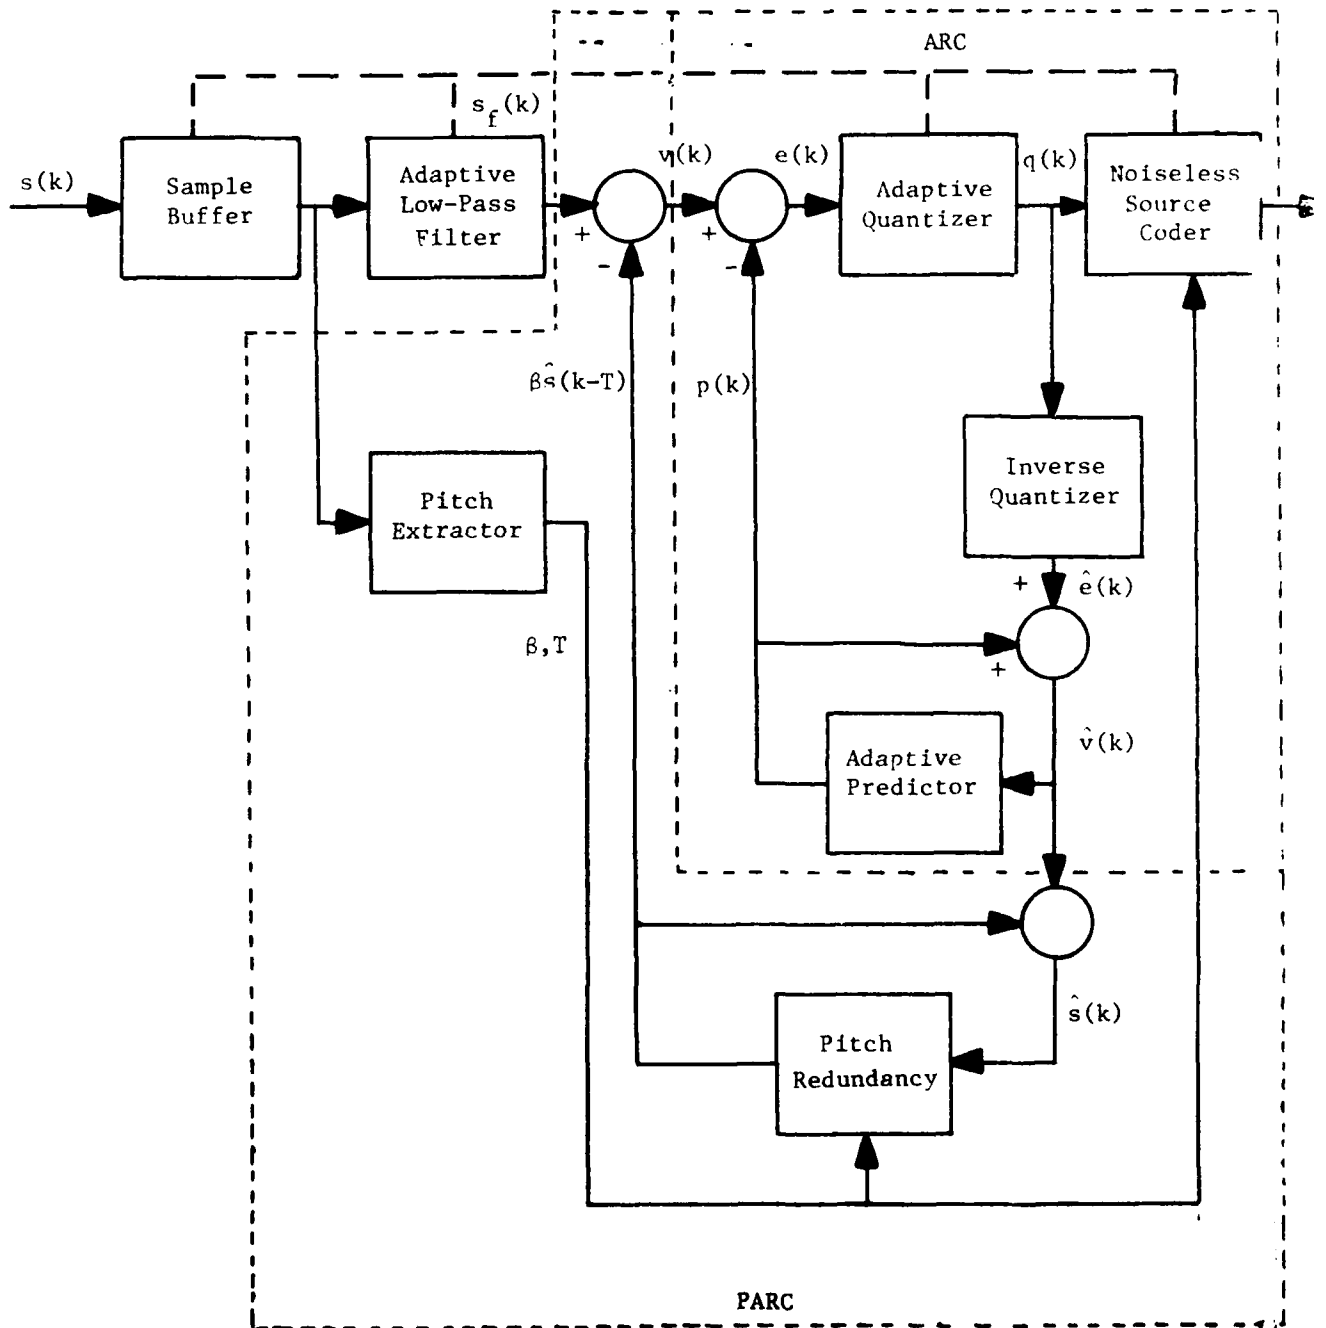 ARC
s_f(k)
s(k)
Sample
Buffer
Adaptive
Low-Pass
Filter
+
-
v(k)
+
-
e(k)
Adaptive
Quantizer
q(k)
Noiseless
Source
Coder
βŝ(k-T)
p(k)
Inverse
Quantizer
Pitch
Extractor
+
ê(k)
β,T
+
v̂(k)
Adaptive
Predictor
ŝ(k)
Pitch
Redundancy
PARC